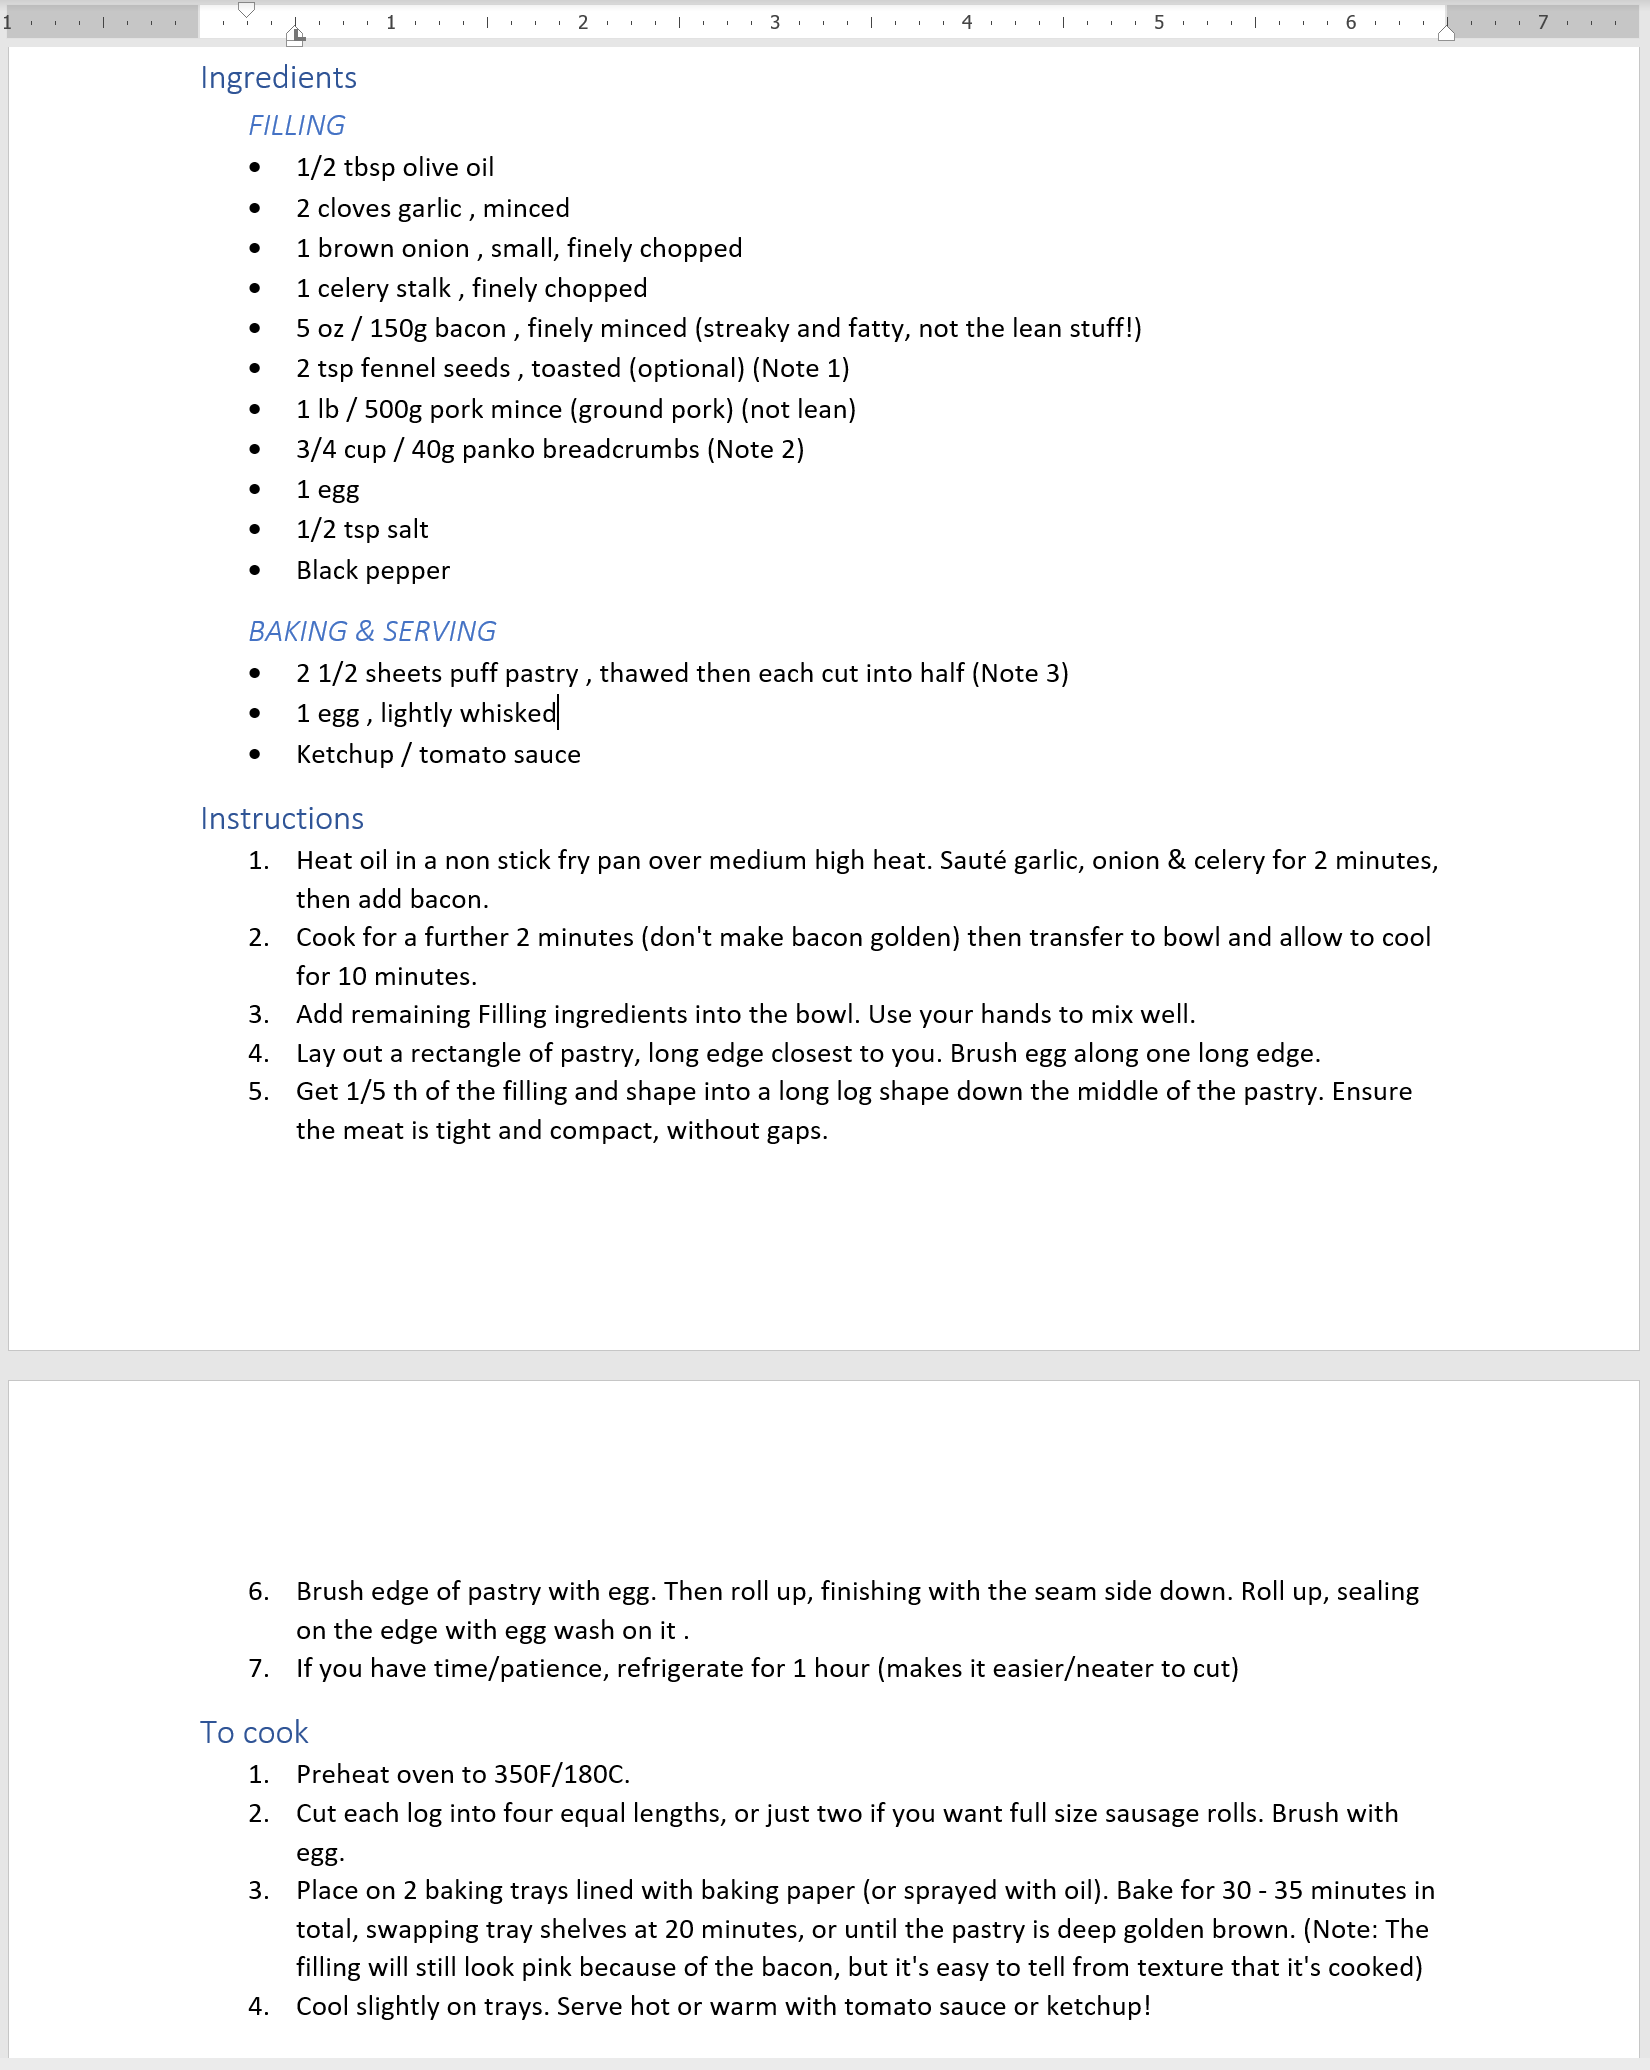 1 1 2 3 4 5 6 7
Ingredients
FILLING
• 1/2 tbsp olive oil
• 2 cloves garlic , minced
• 1 brown onion , small, finely chopped
• 1 celery stalk , finely chopped
• 5 oz / 150g bacon , finely minced (streaky and fatty, not the lean stuff!)
• 2 tsp fennel seeds , toasted (optional) (Note 1)
• 1 lb / 500g pork mince (ground pork) (not lean)
• 3/4 cup / 40g panko breadcrumbs (Note 2)
• 1 egg
• 1/2 tsp salt
• Black pepper
BAKING & SERVING
• 2 1/2 sheets puff pastry , thawed then each cut into half (Note 3)
• 1 egg , lightly whisked
• Ketchup / tomato sauce
Instructions
1. Heat oil in a non stick fry pan over medium high heat. Sauté garlic, onion & celery for 2 minutes,
then add bacon.
2. Cook for a further 2 minutes (don't make bacon golden) then transfer to bowl and allow to cool
for 10 minutes.
3. Add remaining Filling ingredients into the bowl. Use your hands to mix well.
4. Lay out a rectangle of pastry, long edge closest to you. Brush egg along one long edge.
5. Get 1/5 th of the filling and shape into a long log shape down the middle of the pastry. Ensure
the meat is tight and compact, without gaps.
6. Brush edge of pastry with egg. Then roll up, finishing with the seam side down. Roll up, sealing
on the edge with egg wash on it .
7. If you have time/patience, refrigerate for 1 hour (makes it easier/neater to cut)
To cook
1. Preheat oven to 350F/180C.
2. Cut each log into four equal lengths, or just two if you want full size sausage rolls. Brush with
egg.
3. Place on 2 baking trays lined with baking paper (or sprayed with oil). Bake for 30 - 35 minutes in
total, swapping tray shelves at 20 minutes, or until the pastry is deep golden brown. (Note: The
filling will still look pink because of the bacon, but it's easy to tell from texture that it's cooked)
4. Cool slightly on trays. Serve hot or warm with tomato sauce or ketchup!